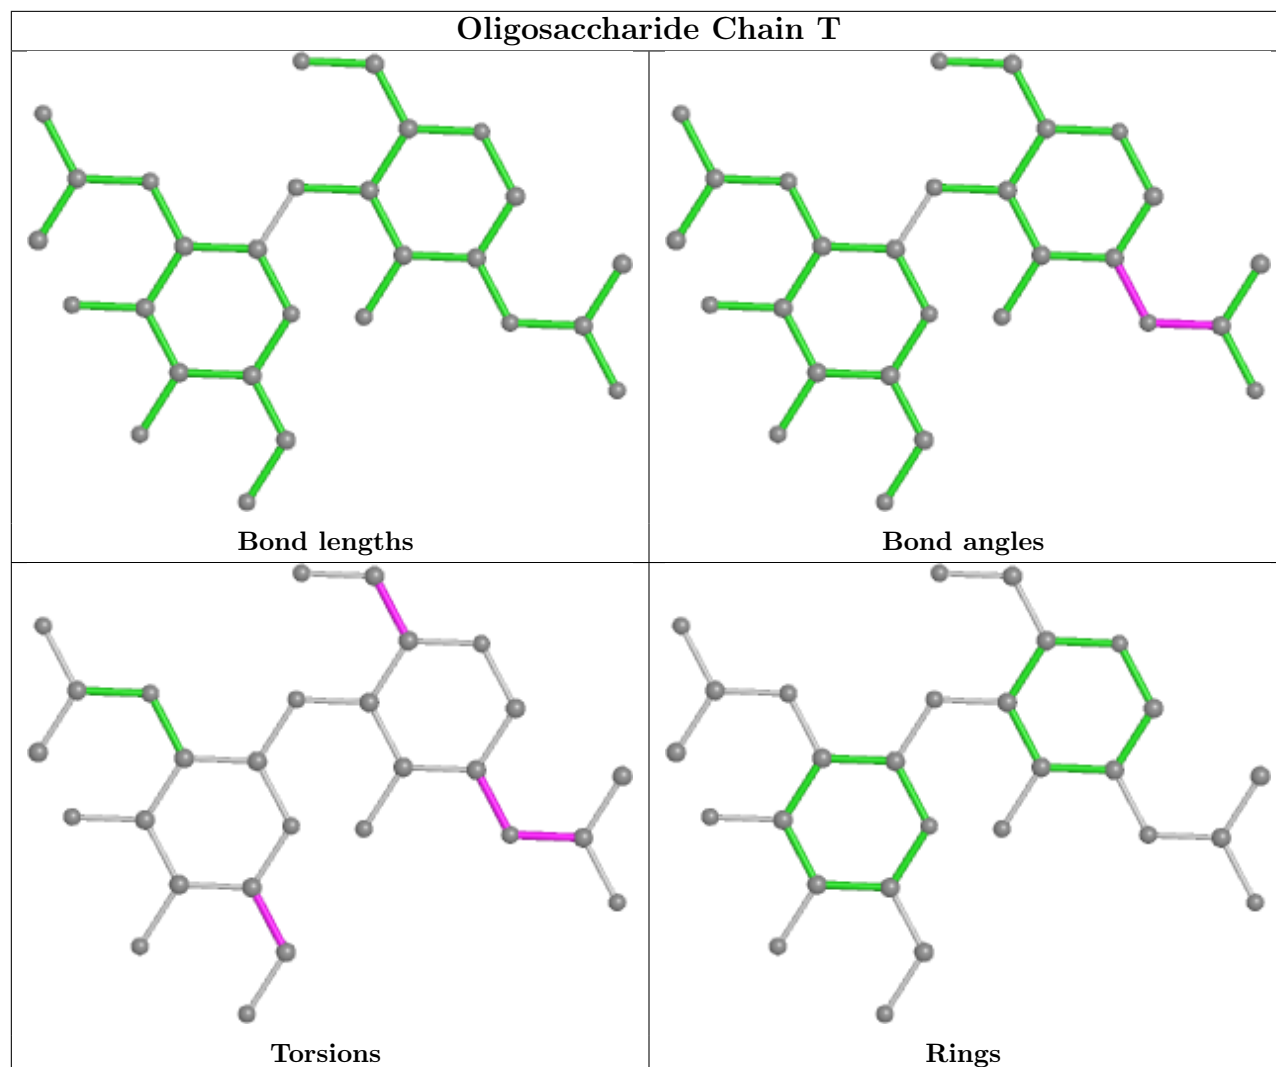 Oligosaccharide Chain T
Bond lengths
Bond angles
Torsions
Rings